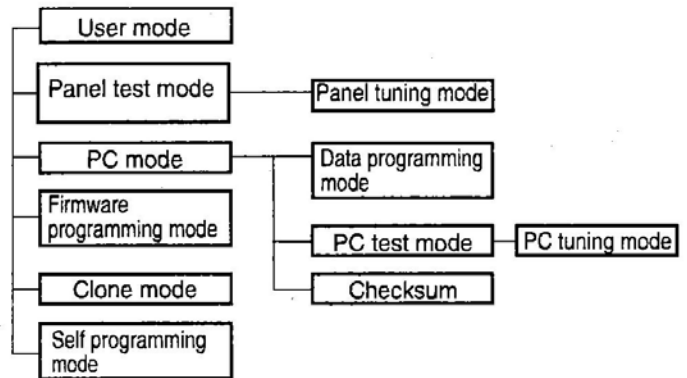 User mode
Panel test mode
Panel tuning mode
PC mode
Data programming
mode
Firmware
programming mode
PC test mode
PC tuning mode
Clone mode
Checksum
Self programming
mode